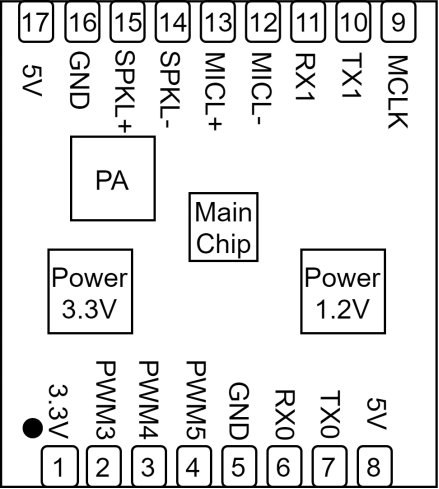 17 16 15 14 13 12 11 10 9
5V GND SPKL+ SPKL- MICL+ MICL- RX1 TX1 MCLK
PA
Main
Chip
Power
3.3V
Power
1.2V
3.3V PWM3 PWM4 PWM5 GND RX0 TX0 5V
1 2 3 4 5 6 7 8